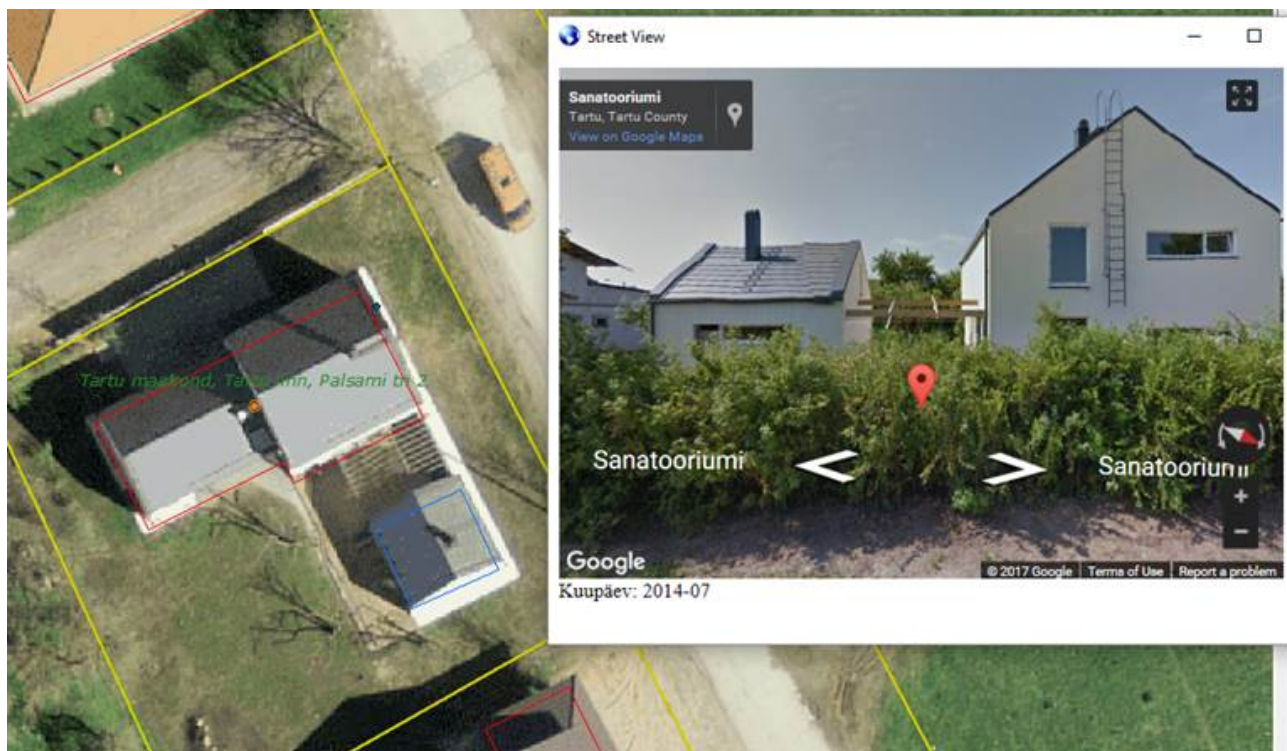 Street View
Sanatooriumi
Tartu, Tartu County
View on Google Maps
Tartu maakond, Tartu linn, Palsami tn 2
Sanatooriumi
Sanatooriumi
Google
© 2017 Google
Terms of Use
Report a problem
Kuupäev: 2014-07